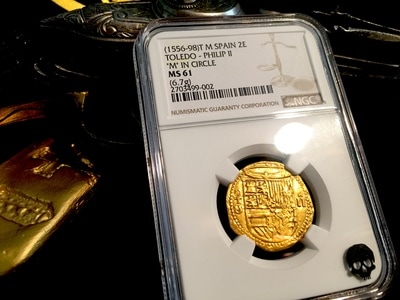 (1556-98)T M SPAIN 2E
TOLEDO - PHILIP II
"M" IN CIRCLE
MS 61
(6.7g)
2703499-002
NUMISMATIC GUARANTY CORPORATION
NGC